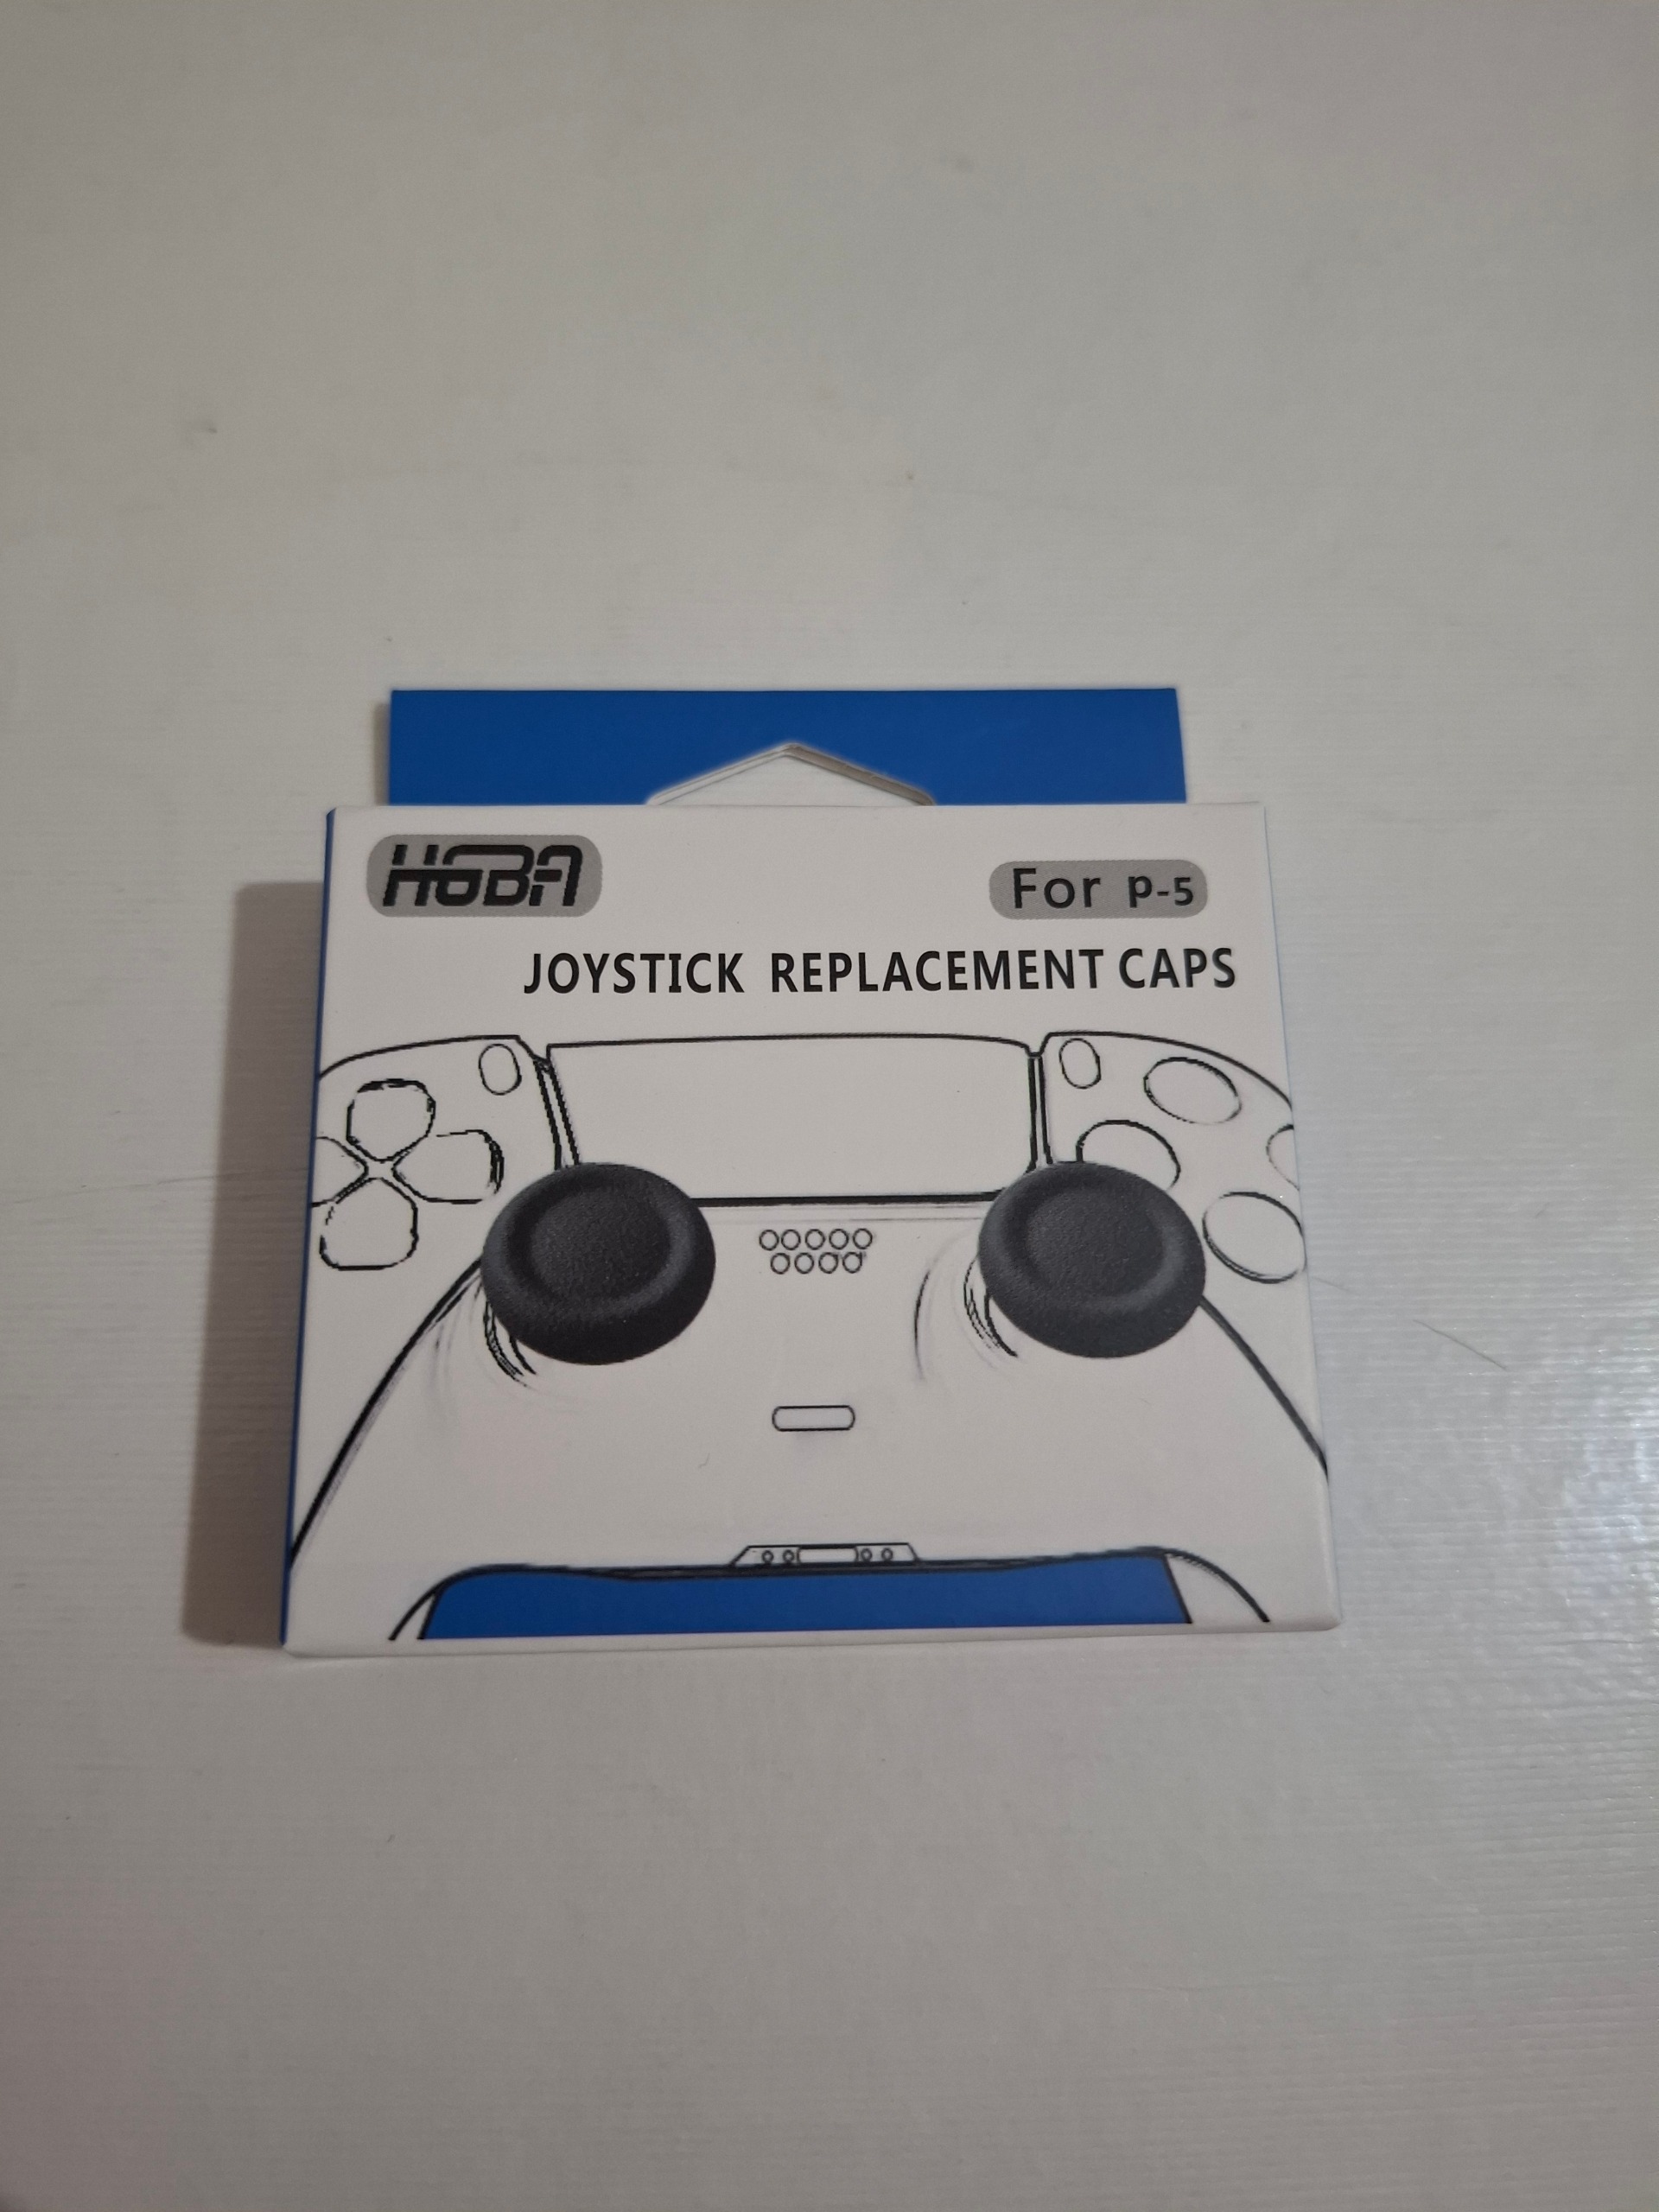 HOBA
For P-5
JOYSTICK REPLACEMENT CAPS